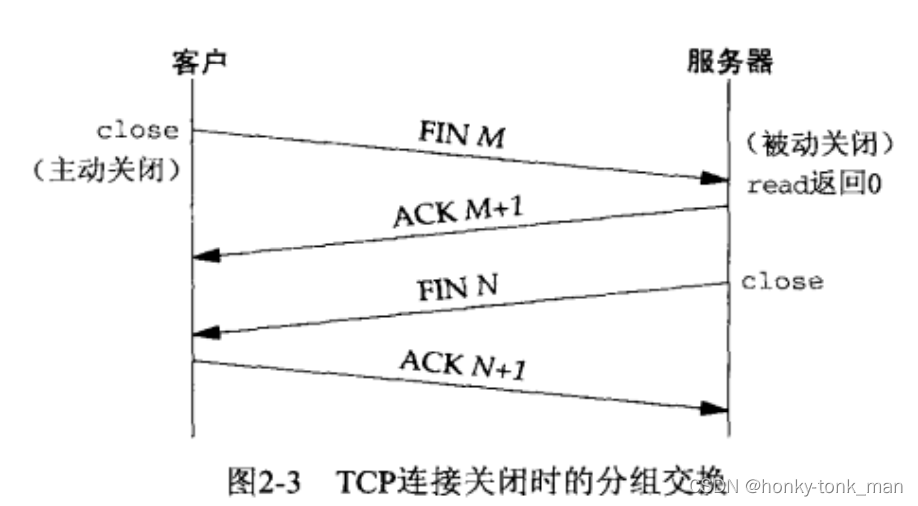 客户 服务器
close FIN M （被动关闭）
（主动关闭） read返回0
ACK M+1
FIN N close
ACK N+1
图2-3 TCP连接关闭时的分组交换
CSDN @honky-tonk_man